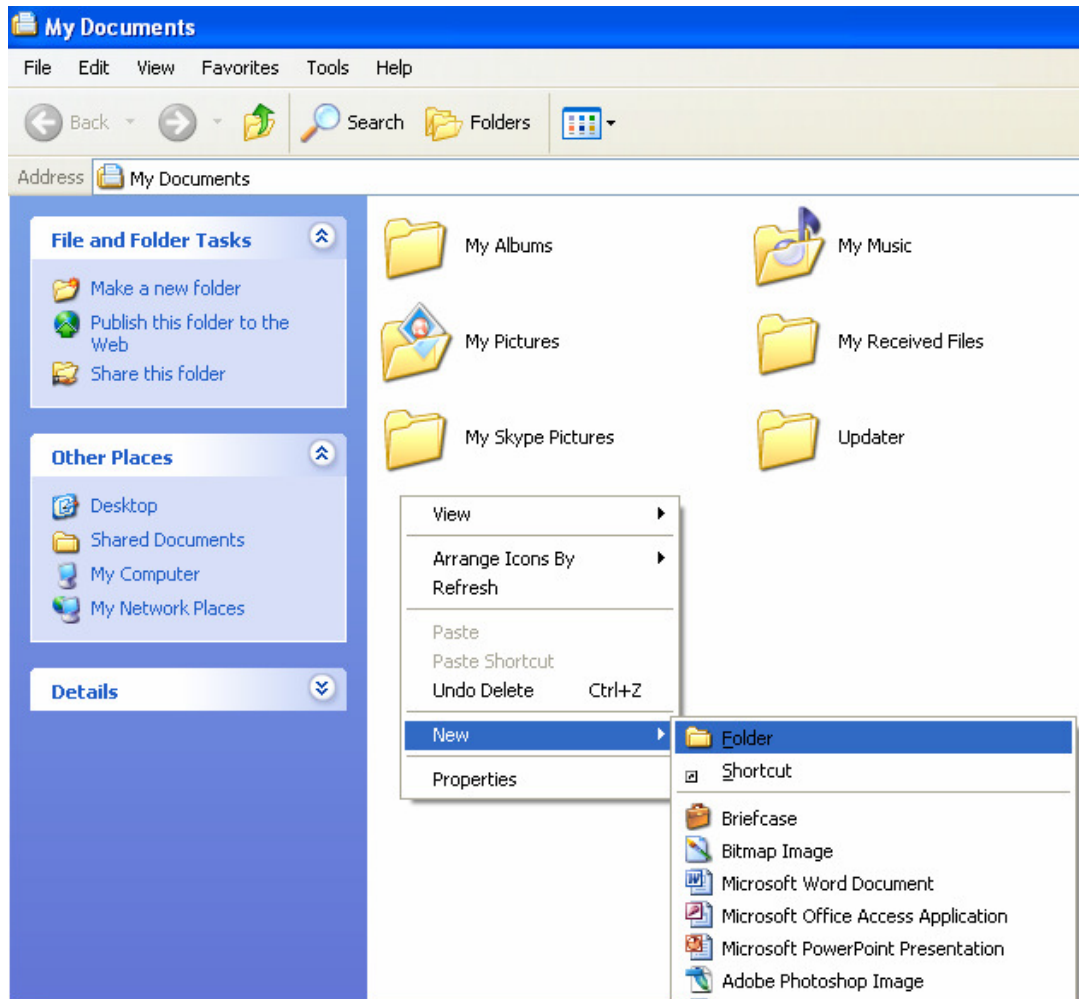 My Documents
File Edit View Favorites Tools Help
Back Search Folders
Address My Documents
File and Folder Tasks
Make a new folder
Publish this folder to the
Web
Share this folder
Other Places
Desktop
Shared Documents
My Computer
My Network Places
Details
My Albums
My Music
My Pictures
My Received Files
My Skype Pictures
Updater
View
Arrange Icons By
Refresh
Paste
Paste Shortcut
Undo Delete Ctrl+Z
New
Properties
Folder
Shortcut
Briefcase
Bitmap Image
Microsoft Word Document
Microsoft Office Access Application
Microsoft PowerPoint Presentation
Adobe Photoshop Image